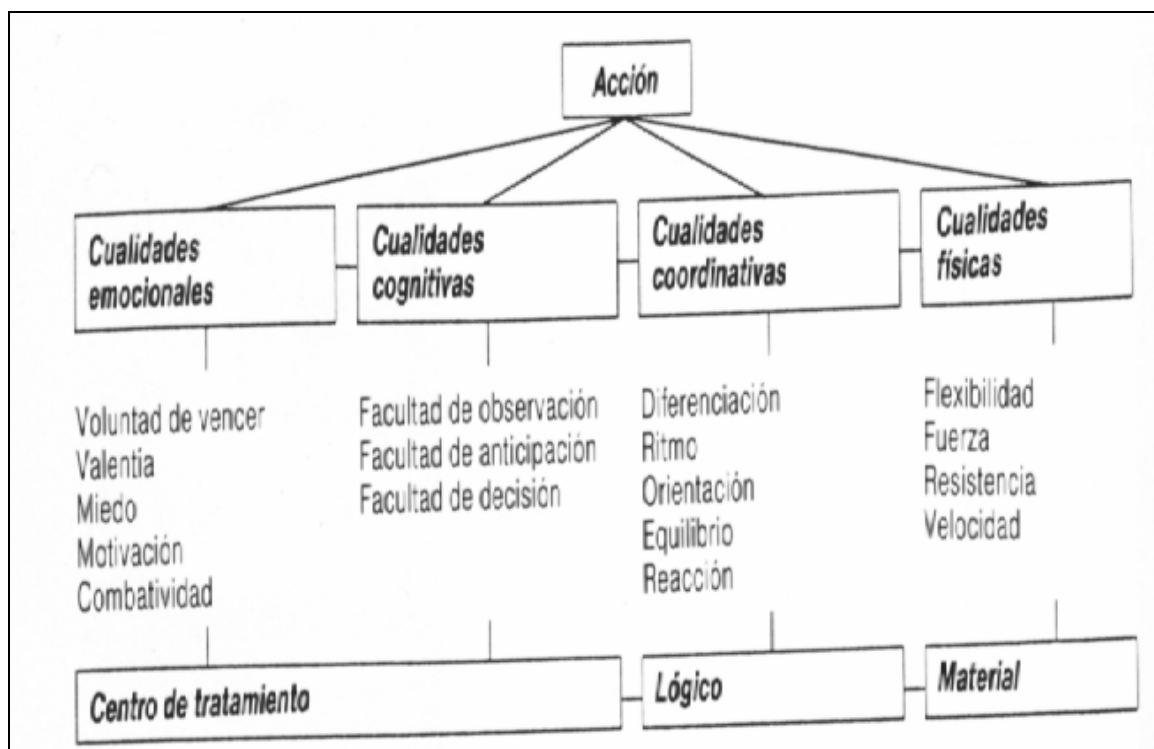 Acción
Cualidades
emocionales
Cualidades
cognitivas
Cualidades
coordinativas
Cualidades
físicas
Voluntad de vencer
Valentia
Miedo
Motivación
Combatividad
Facultad de observación
Facultad de anticipación
Facultad de decisión
Diferenciación
Ritmo
Orientación
Equilibrio
Reacción
Flexibilidad
Fuerza
Resistencia
Velocidad
Centro de tratamiento
Lógico
Material